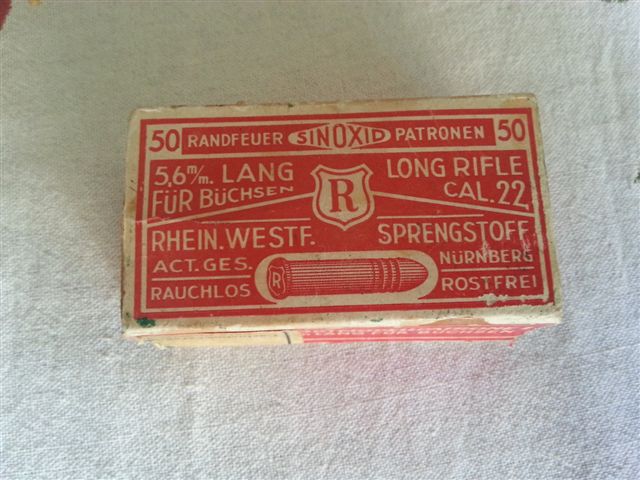 50 RANDFEUER SINOXID PATRONEN 50
5,6 m/m. LANG
FÜR BÜCHSEN
R
LONG RIFLE
CAL.22
RHEIN.WESTF. SPRENGSTOFF
ACT.GES. NÜRNBERG
R
RAUCHLOS ROSTFREI